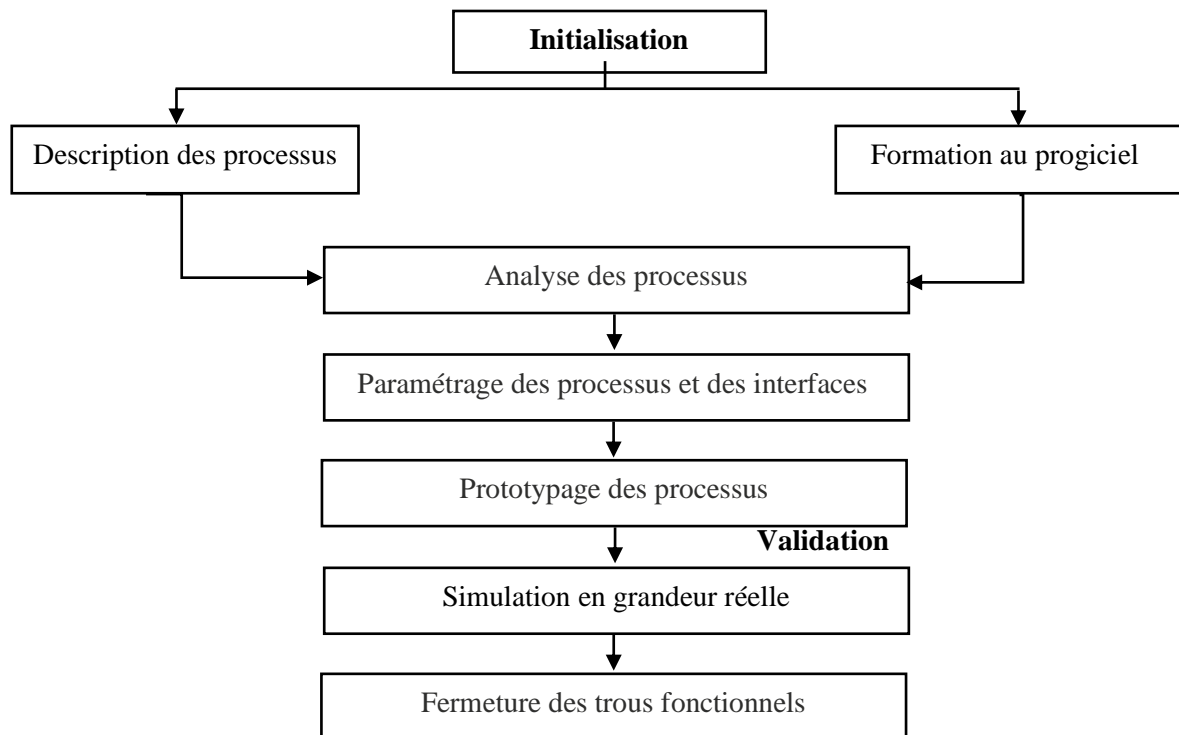 Initialisation
Description des processus
Formation au progiciel
Analyse des processus
Paramétrage des processus et des interfaces
Prototypage des processus
Validation
Simulation en grandeur réelle
Fermeture des trous fonctionnels